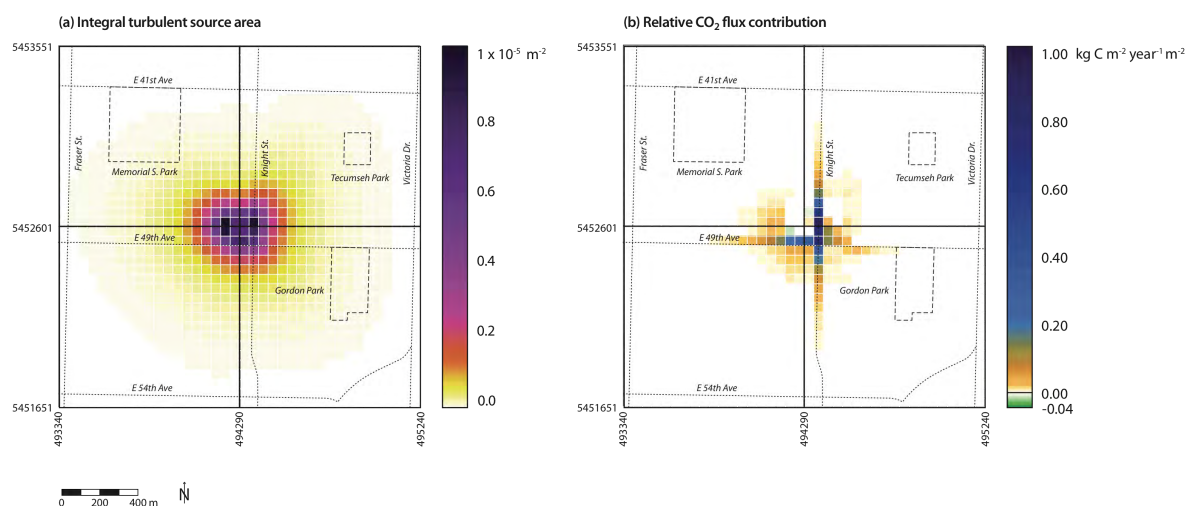 (a) Integral turbulent source area
5453551
5452601
5451651
493340
494290
495240
E 41st Ave
Fraser St.
Memorial S. Park
Knight St.
Tecumseh Park
Victoria Dr.
E 49th Ave
Gordon Park
E 54th Ave
1 x 10⁻⁵ m⁻²
0.8
0.6
0.4
0.2
0.0
0 200 400 m
N
(b) Relative CO₂ flux contribution
5453551
5452601
5451651
493340
494290
495240
E 41st Ave
Fraser St.
Memorial S. Park
Knight St.
Tecumseh Park
Victoria Dr.
E 49th Ave
Gordon Park
E 54th Ave
1.00 kg C m⁻² year⁻¹ m⁻²
0.80
0.60
0.40
0.20
0.00
-0.04